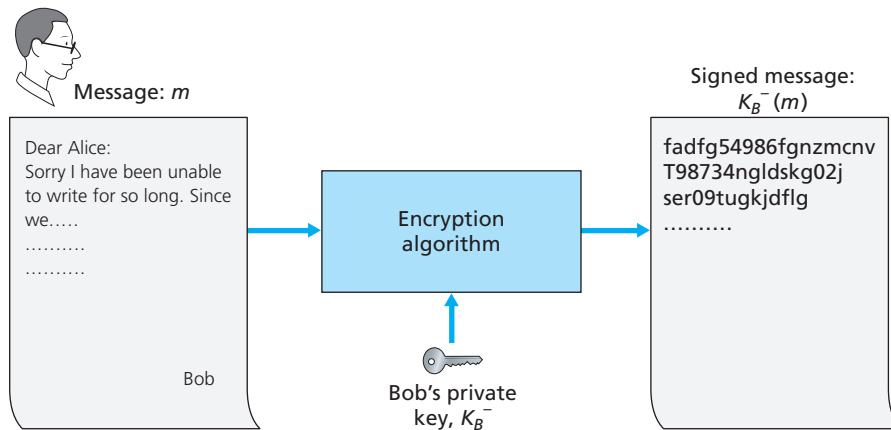 Message: m
Dear Alice:
Sorry I have been unable
to write for so long. Since
we.....
..........
..........
Bob
Encryption
algorithm
Bob's private
key, K_B^-
Signed message:
K_B^- (m)
fadfg54986fgnzmcnv
T98734ngldskg02j
ser09tugkjdflg
..........